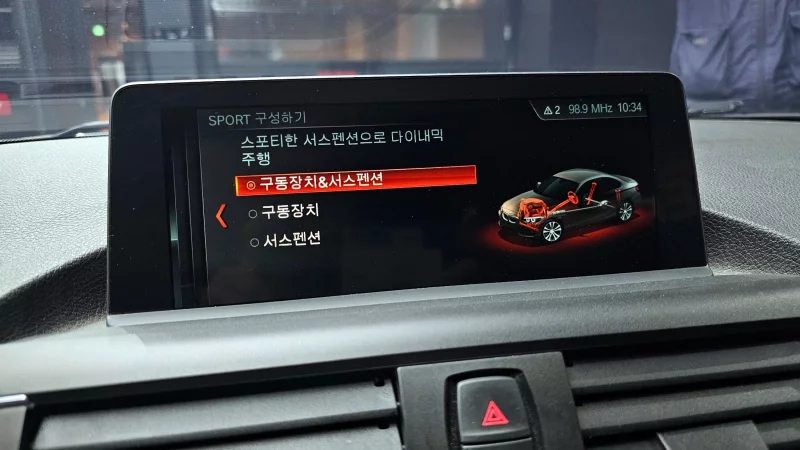 SPORT 구성하기
2 98.9 MHz 10:34
스포티한 서스펜션으로 다이내믹
주행
구동장치&서스펜션
구동장치
서스펜션